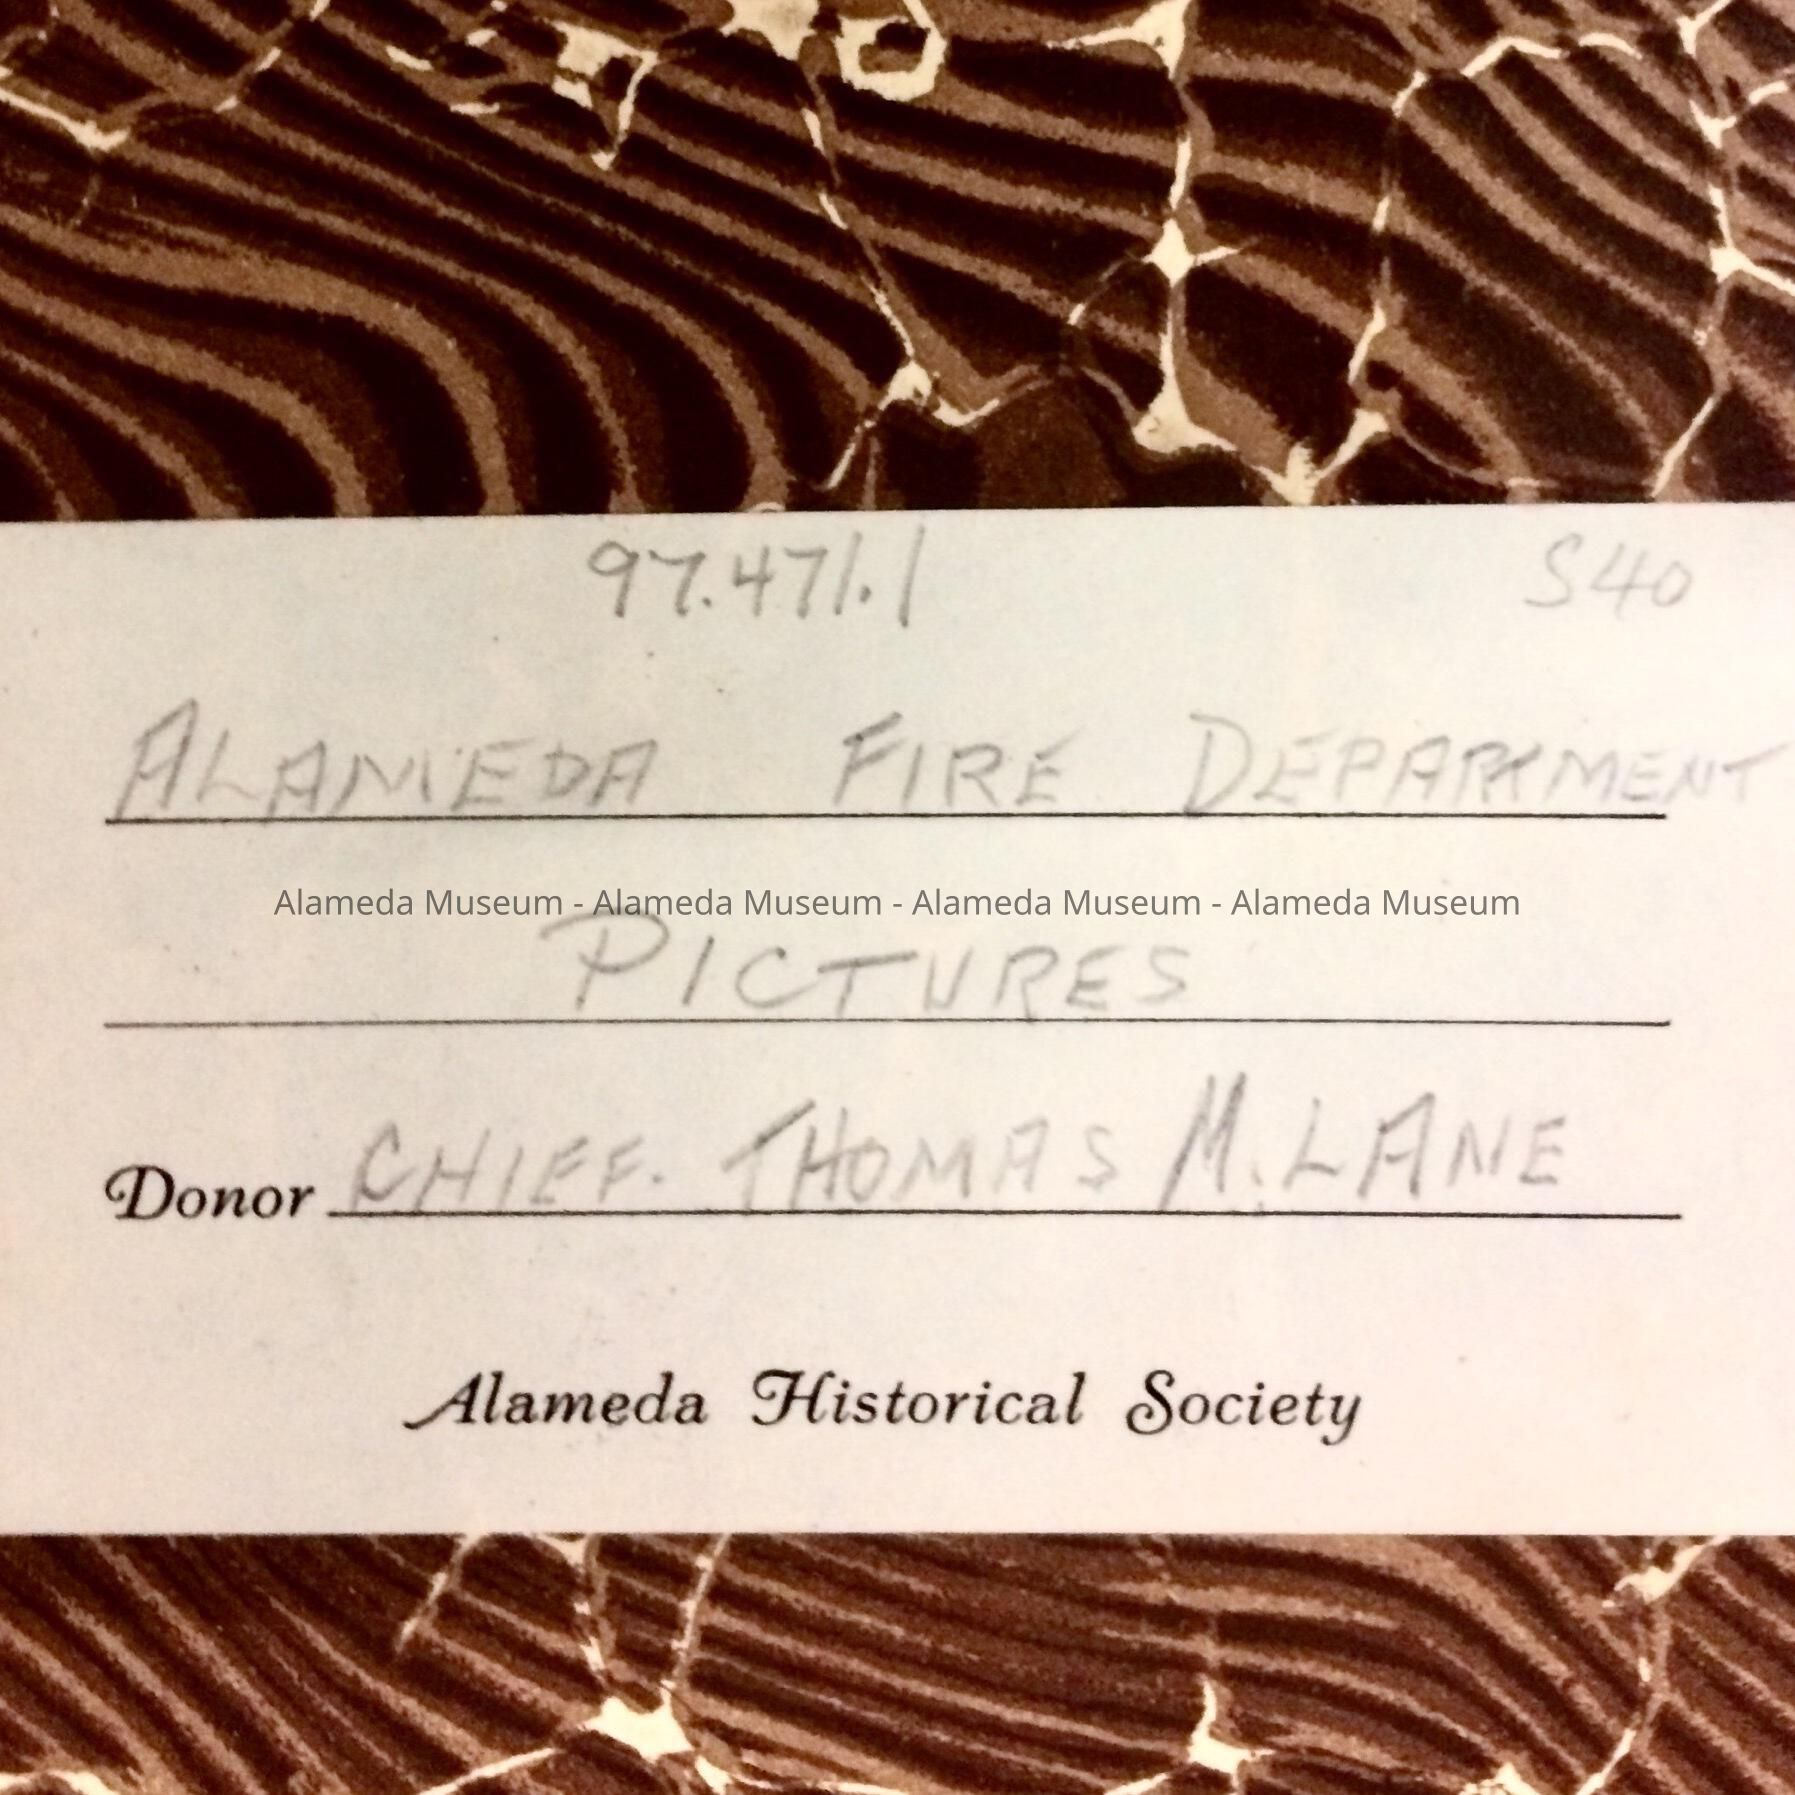 97.471.1 S40
ALAMEDA FIRE DEPARTMENT
Alameda Museum - Alameda Museum - Alameda Museum - Alameda Museum
PICTURES
Donor CHIEF. THOMAS M. LANE
Alameda Historical Society